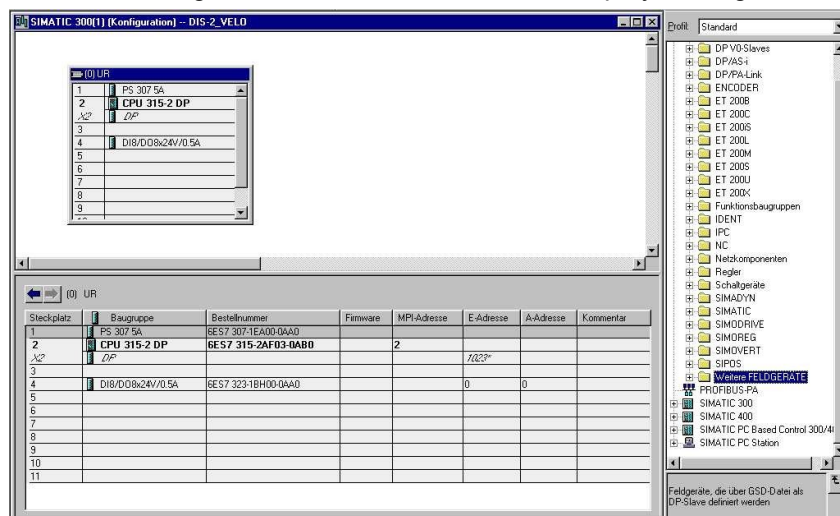 SIMATIC 300(1) (Konfiguration) -- DIS-2_VELO
(0) UR
1 PS 307 5A
2 CPU 315-2 DP
X2 DP
3
4 DI8/DO8x24V/0.5A
5
6
7
8
9
(0) UR
Steckplatz Baugruppe Bestellnummer Firmware MPI-Adresse E-Adresse A-Adresse Kommentar
1 PS 307 5A 6ES7 307-1EA00-0AA0
2 CPU 315-2 DP 6ES7 315-2AF03-0AB0 2
X2 DP 1023*
3
4 DI8/DO8x24V/0.5A 6ES7 323-1BH00-0AA0 0 0
5
6
7
8
9
10
11
Profil: Standard
DP V0-Slaves
DP/AS-i
DP/PA-Link
ENCODER
ET 200B
ET 200C
ET 200iS
ET 200L
ET 200M
ET 200S
ET 200U
ET 200X
Funktionsbaugruppen
IDENT
IPC
NC
Netzkomponenten
Regler
Schaltgeräte
SIMADYN
SIMATIC
SIMODRIVE
SIMOREG
SIMOVERT
SIPOS
Weitere FELDGERÄTE
PROFIBUS-PA
SIMATIC 300
SIMATIC 400
SIMATIC PC Based Control 300/4
SIMATIC PC Station
Feldgeräte, die über GSD-Datei als
DP-Slave definiert werden